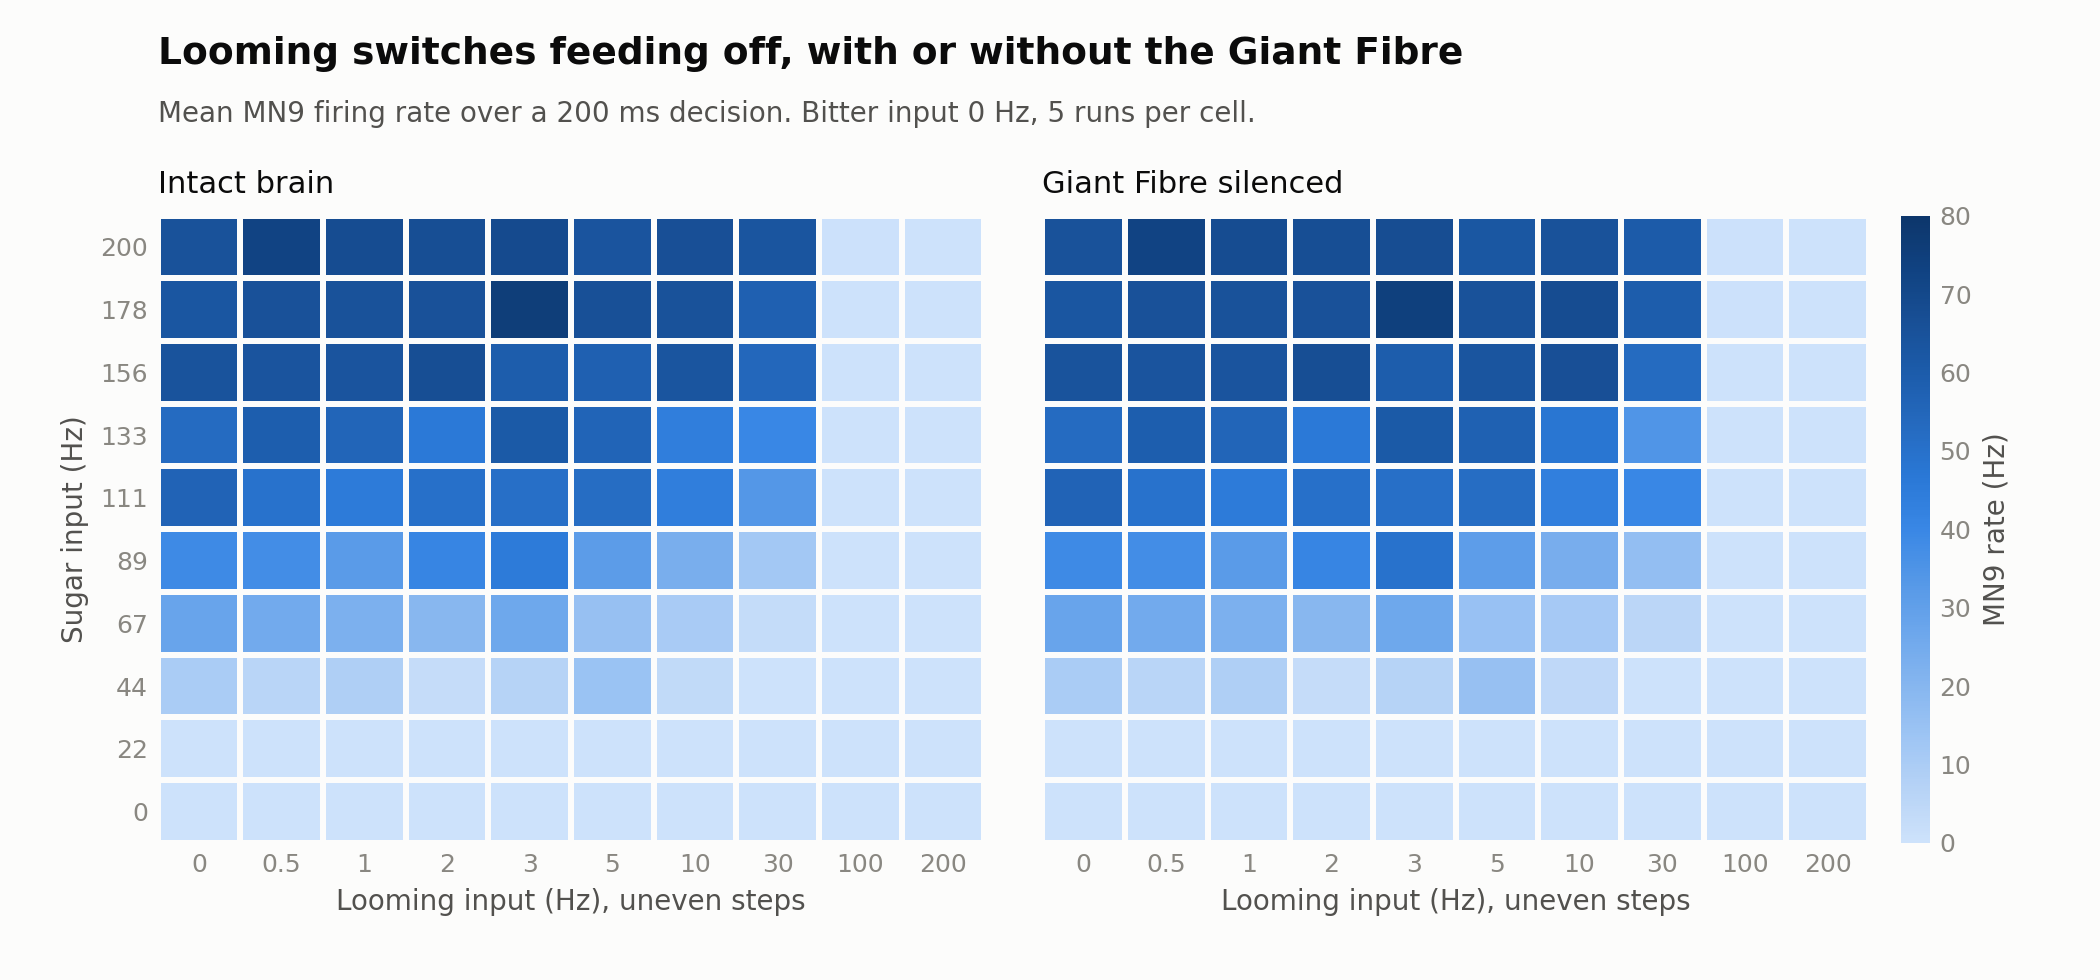 Looming switches feeding off, with or without the Giant Fibre
Mean MN9 firing rate over a 200 ms decision. Bitter input 0 Hz, 5 runs per cell.
Intact brain
Sugar input (Hz)
200
178
156
133
111
89
67
44
22
0
0 0.5 1 2 3 5 10 30 100 200
Looming input (Hz), uneven steps
Giant Fibre silenced
0 0.5 1 2 3 5 10 30 100 200
Looming input (Hz), uneven steps
80
70
60
50
40
30
20
10
0
MN9 rate (Hz)